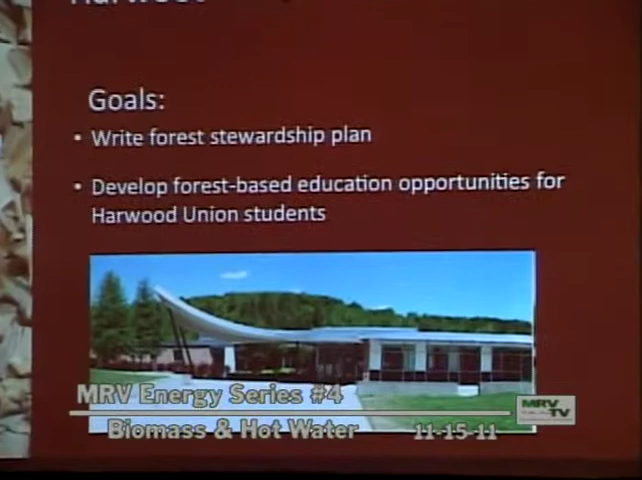 Goals:
• Write forest stewardship plan
• Develop forest-based education opportunities for
Harwood Union students
MRV Energy Series #4
MRV
TV
Biomass & Hot Water 11-15-11